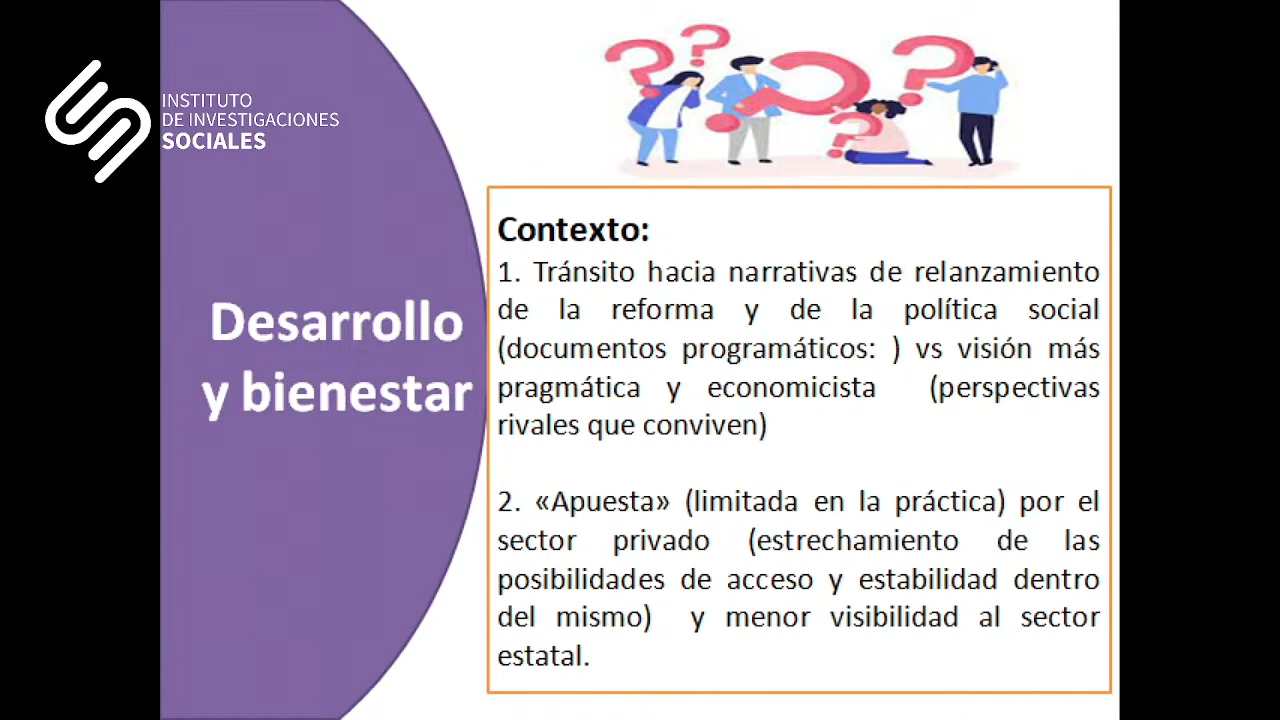 INSTITUTO
DE INVESTIGACIONES
SOCIALES
Desarrollo
y bienestar
Contexto:
1. Tránsito hacia narrativas de relanzamiento
de la reforma y de la política social
(documentos programáticos: ) vs visión más
pragmática y economicista (perspectivas
rivales que conviven)
2. «Apuesta» (limitada en la práctica) por el
sector privado (estrechamiento de las
posibilidades de acceso y estabilidad dentro
del mismo) y menor visibilidad al sector
estatal.